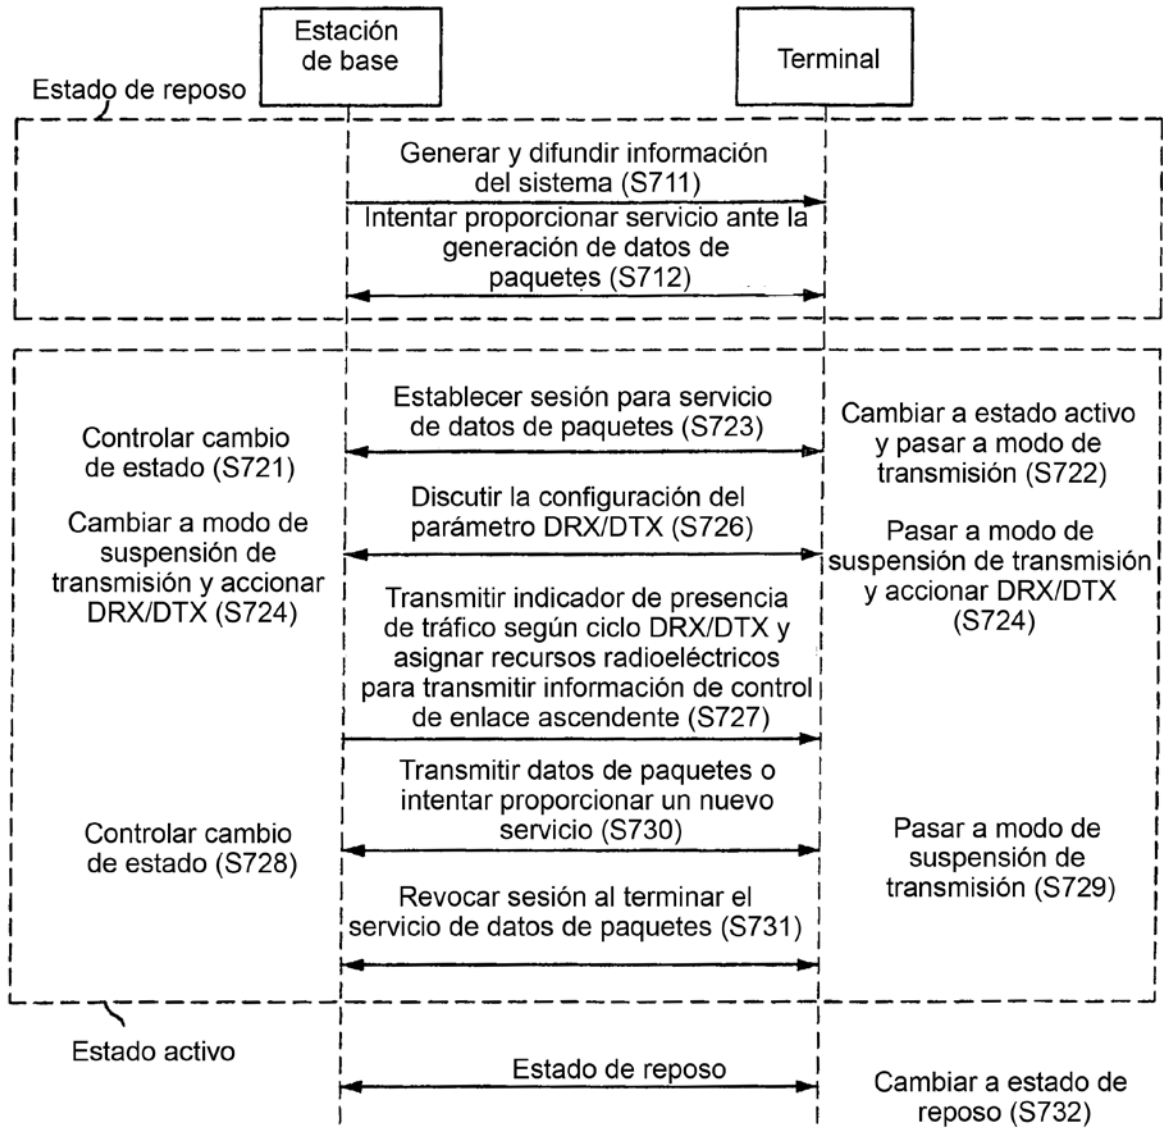 Estación
de base
Terminal
Estado de reposo
Generar y difundir información
del sistema (S711)
Intentar proporcionar servicio ante la
generación de datos de
paquetes (S712)
Establecer sesión para servicio
de datos de paquetes (S723)
Controlar cambio
de estado (S721)
Cambiar a estado activo
y pasar a modo de
transmisión (S722)
Discutir la configuración del
parámetro DRX/DTX (S726)
Cambiar a modo de
suspensión de
transmisión y accionar
DRX/DTX (S724)
Pasar a modo de
suspensión de transmisión
y accionar DRX/DTX
(S724)
Transmitir indicador de presencia
de tráfico según ciclo DRX/DTX y
asignar recursos radioeléctricos
para transmitir información de control
de enlace ascendente (S727)
Transmitir datos de paquetes o
intentar proporcionar un nuevo
servicio (S730)
Controlar cambio
de estado (S728)
Pasar a modo de
suspensión de
transmisión (S729)
Revocar sesión al terminar el
servicio de datos de paquetes (S731)
Estado activo
Estado de reposo
Cambiar a estado de
reposo (S732)